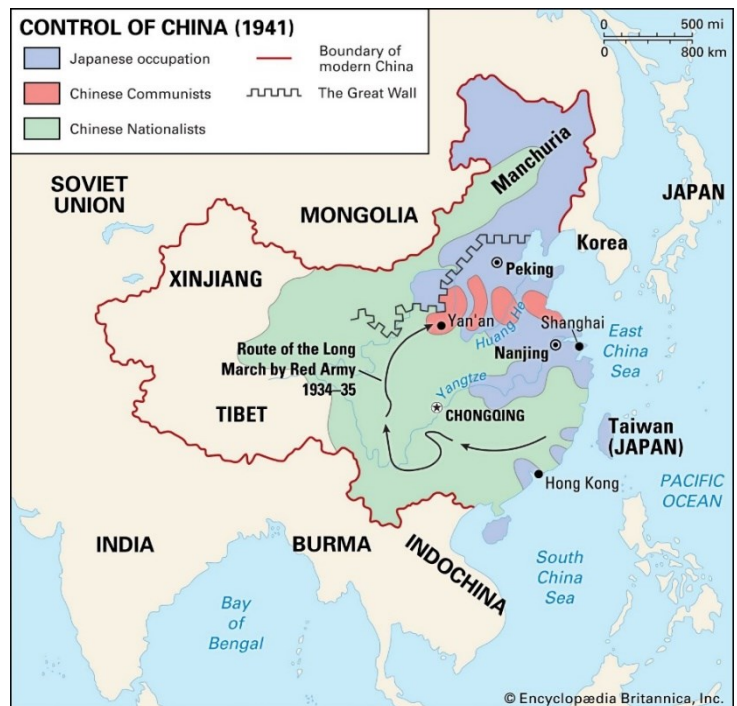 CONTROL OF CHINA (1941)
Japanese occupation
Chinese Communists
Chinese Nationalists
Boundary of
modern China
The Great Wall
0 500 mi
0 800 km
SOVIET
UNION
MONGOLIA
Manchuria
JAPAN
Korea
XINJIANG
Peking
Yan'an
Huang He
Shanghai
Nanjing
East
China
Sea
Route of the Long
March by Red Army
1934–35
Yangtze
CHONGQING
TIBET
Taiwan
(JAPAN)
Hong Kong
PACIFIC
OCEAN
INDIA
BURMA
INDOCHINA
South
China
Sea
Bay
of
Bengal
© Encyclopædia Britannica, Inc.